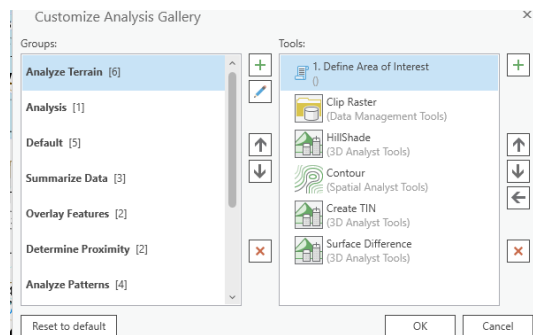 Customize Analysis Gallery
Groups:
Tools:
Analyze Terrain [6]
Analysis [1]
Default [5]
Summarize Data [3]
Overlay Features [2]
Determine Proximity [2]
Analyze Patterns [4]
1. Define Area of Interest
()
Clip Raster
(Data Management Tools)
HillShade
(3D Analyst Tools)
Contour
(Spatial Analyst Tools)
Create TIN
(3D Analyst Tools)
Surface Difference
(3D Analyst Tools)
Reset to default
OK
Cancel